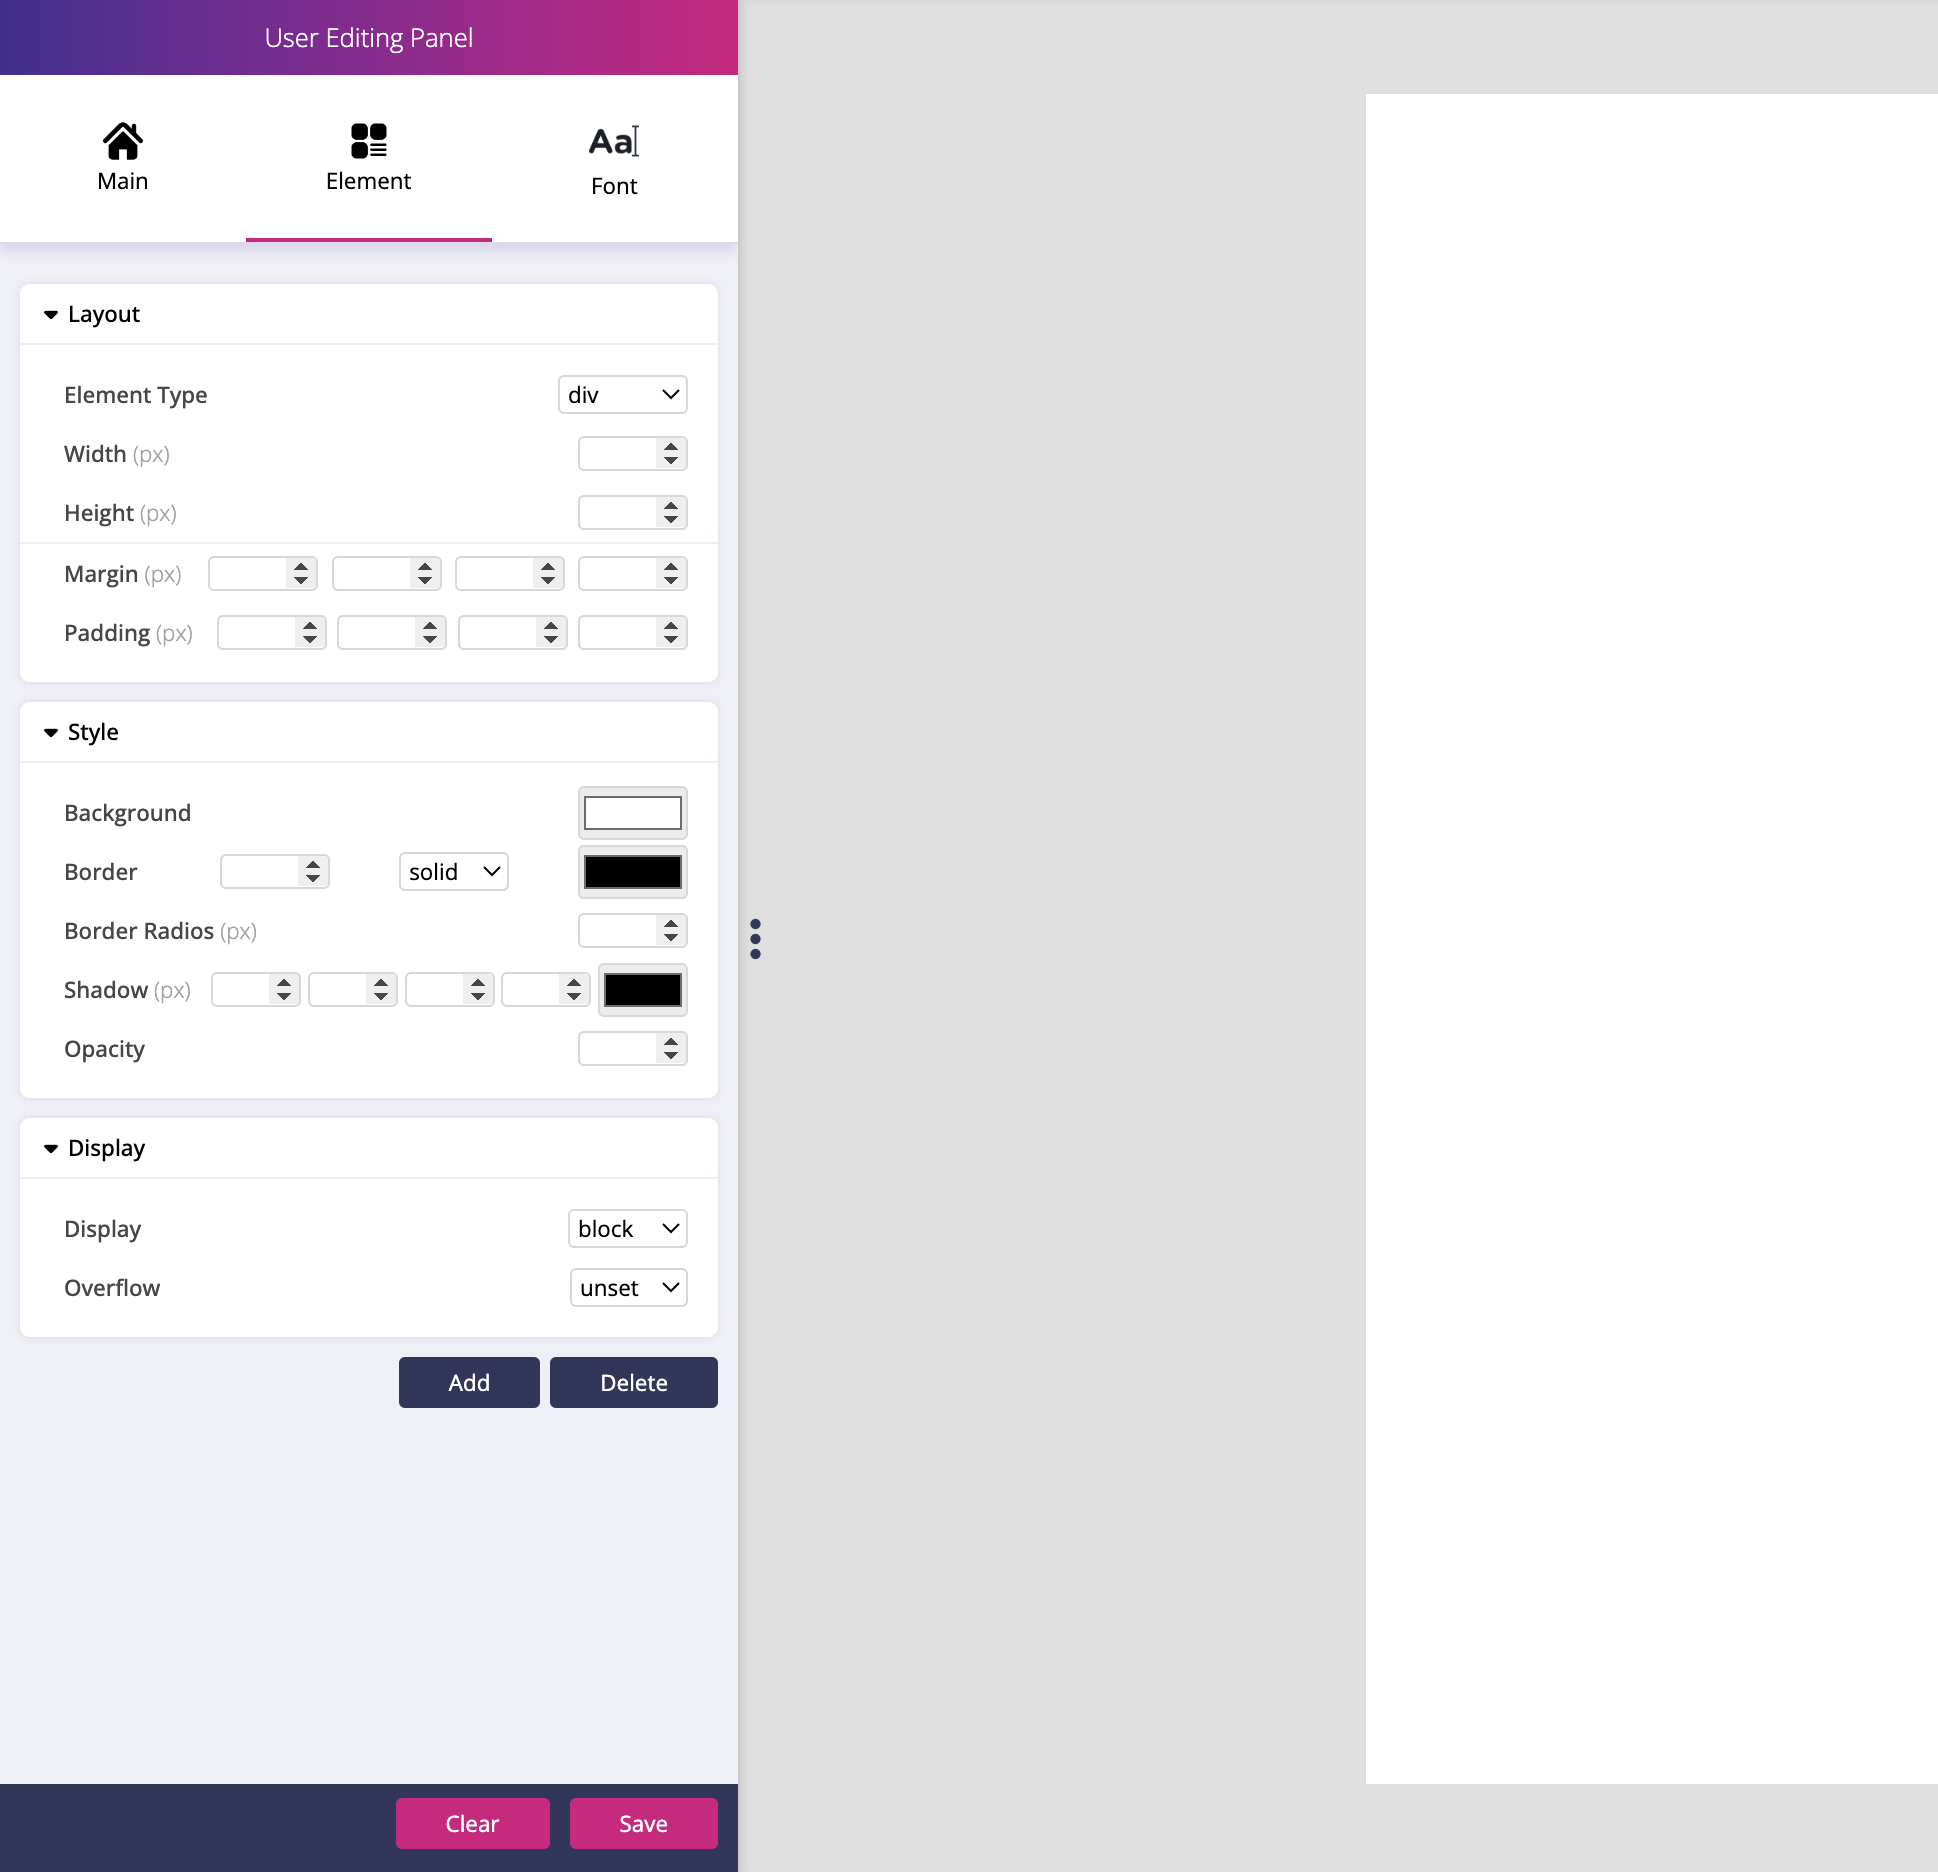 User Editing Panel
Main
Element
Aa
Font
Layout
Element Type
div
Width (px)
Height (px)
Margin (px)
Padding (px)
Style
Background
Border
solid
Border Radios (px)
Shadow (px)
Opacity
Display
Display
block
Overflow
unset
Add
Delete
Clear
Save